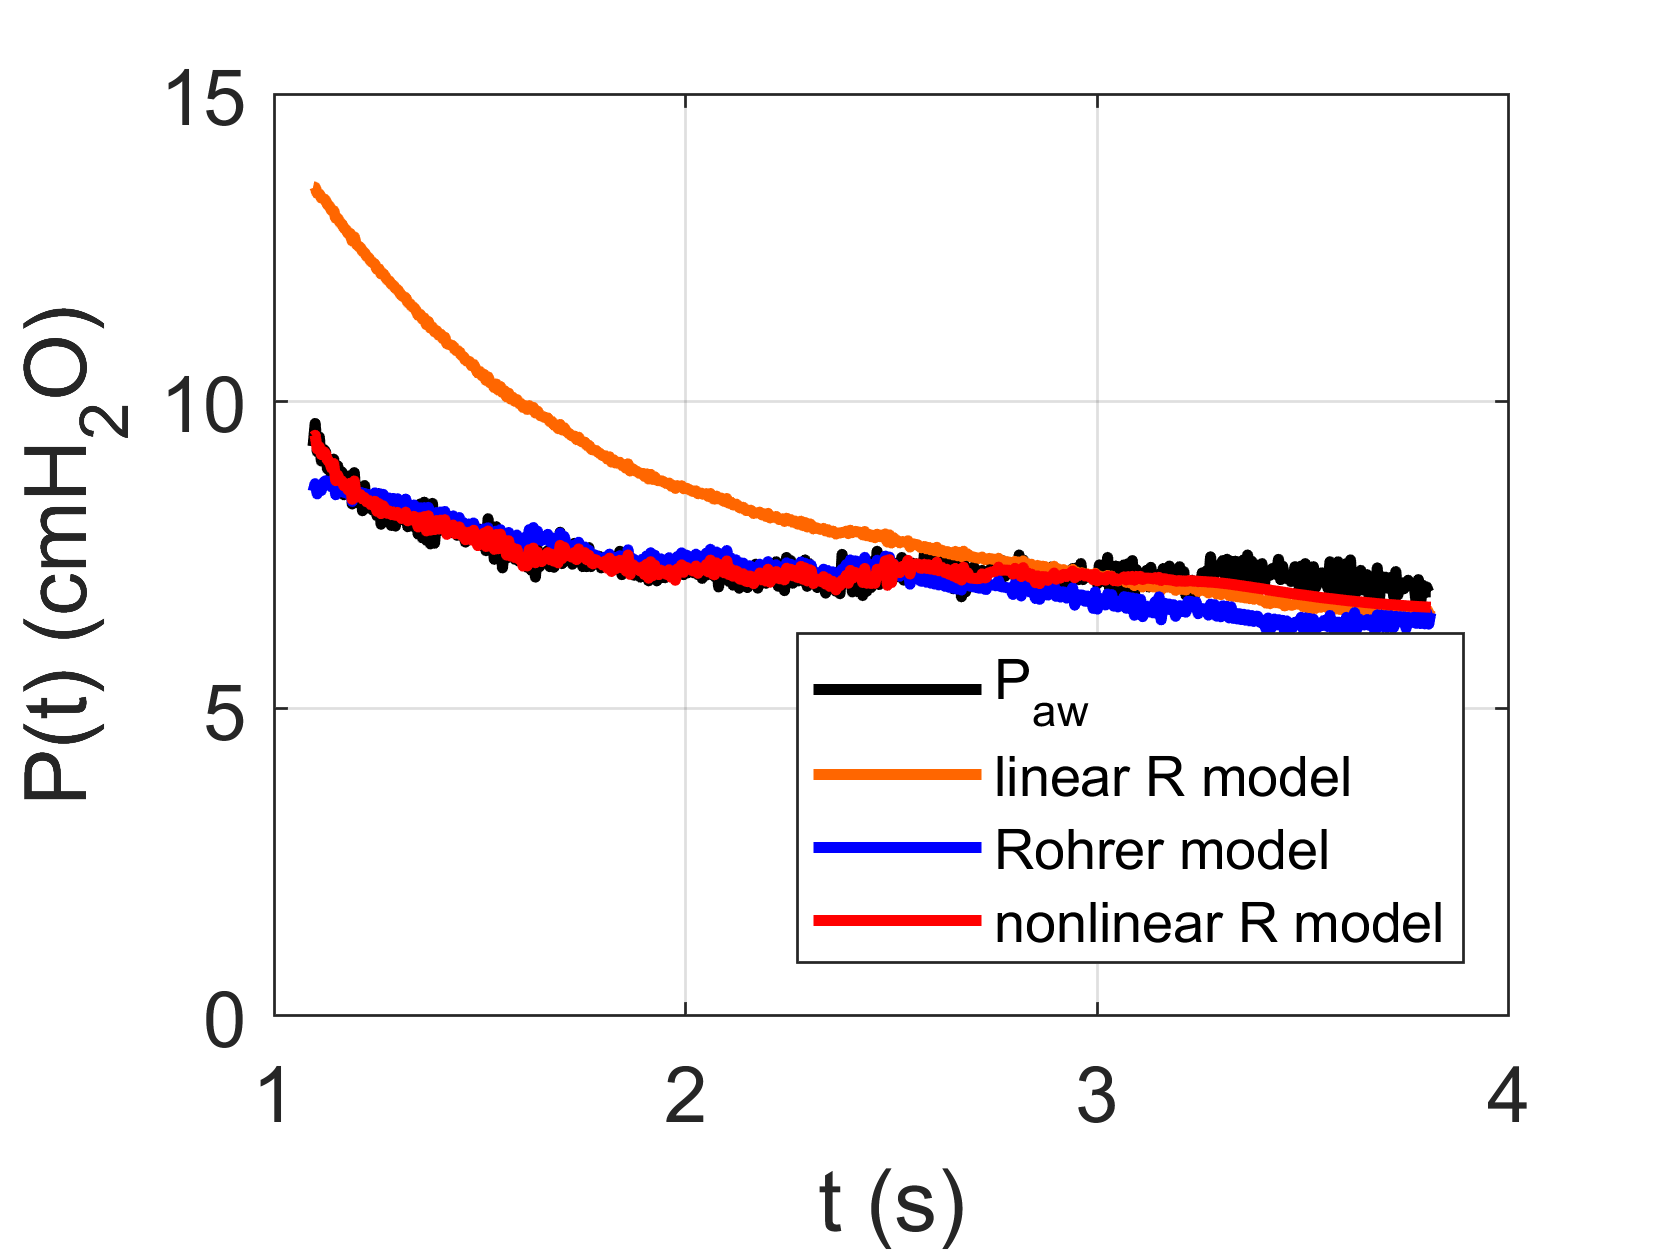 15
10
5
0
P(t) (cmH2O)
Paw
linear R model
Rohrer model
nonlinear R model
1 2 3 4
t (s)